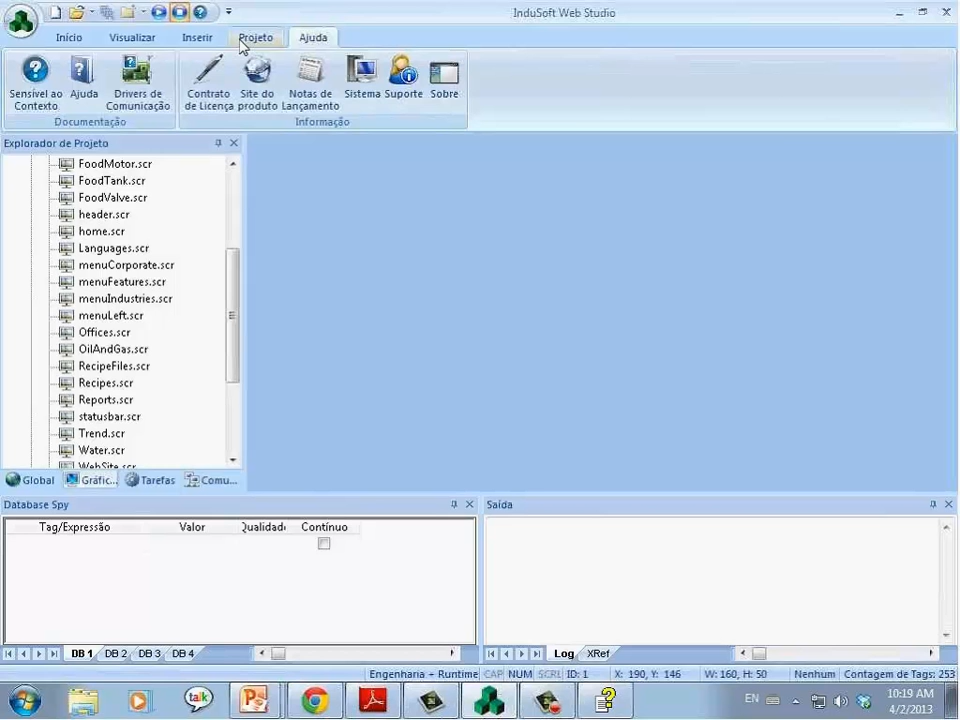 InduSoft Web Studio
Início Visualizar Inserir Projeto Ajuda
Sensível ao Contexto
Ajuda
Drivers de Comunicação
Contrato de Licença
Site do produto
Notas de Lançamento
Sistema
Suporte
Sobre
Documentação
Informação
Explorador de Projeto
FoodMotor.scr
FoodTank.scr
FoodValve.scr
header.scr
home.scr
Languages.scr
menuCorporate.scr
menuFeatures.scr
menuIndustries.scr
menuLeft.scr
Offices.scr
OilAndGas.scr
RecipeFiles.scr
Recipes.scr
Reports.scr
statusbar.scr
Trend.scr
Water.scr
WebSite.scr
Global Gráfic... Tarefas Comu...
Database Spy
Tag/Expressão Valor Qualidade Contínuo
DB 1 DB 2 DB 3 DB 4
Saída
Log XRef
Engenharia + Runtime CAP NUM SCRL ID: 1 X: 190, Y: 146 W: 160, H: 50 Nenhum Contagem de Tags: 253
talk
EN
10:19 AM
4/2/2013